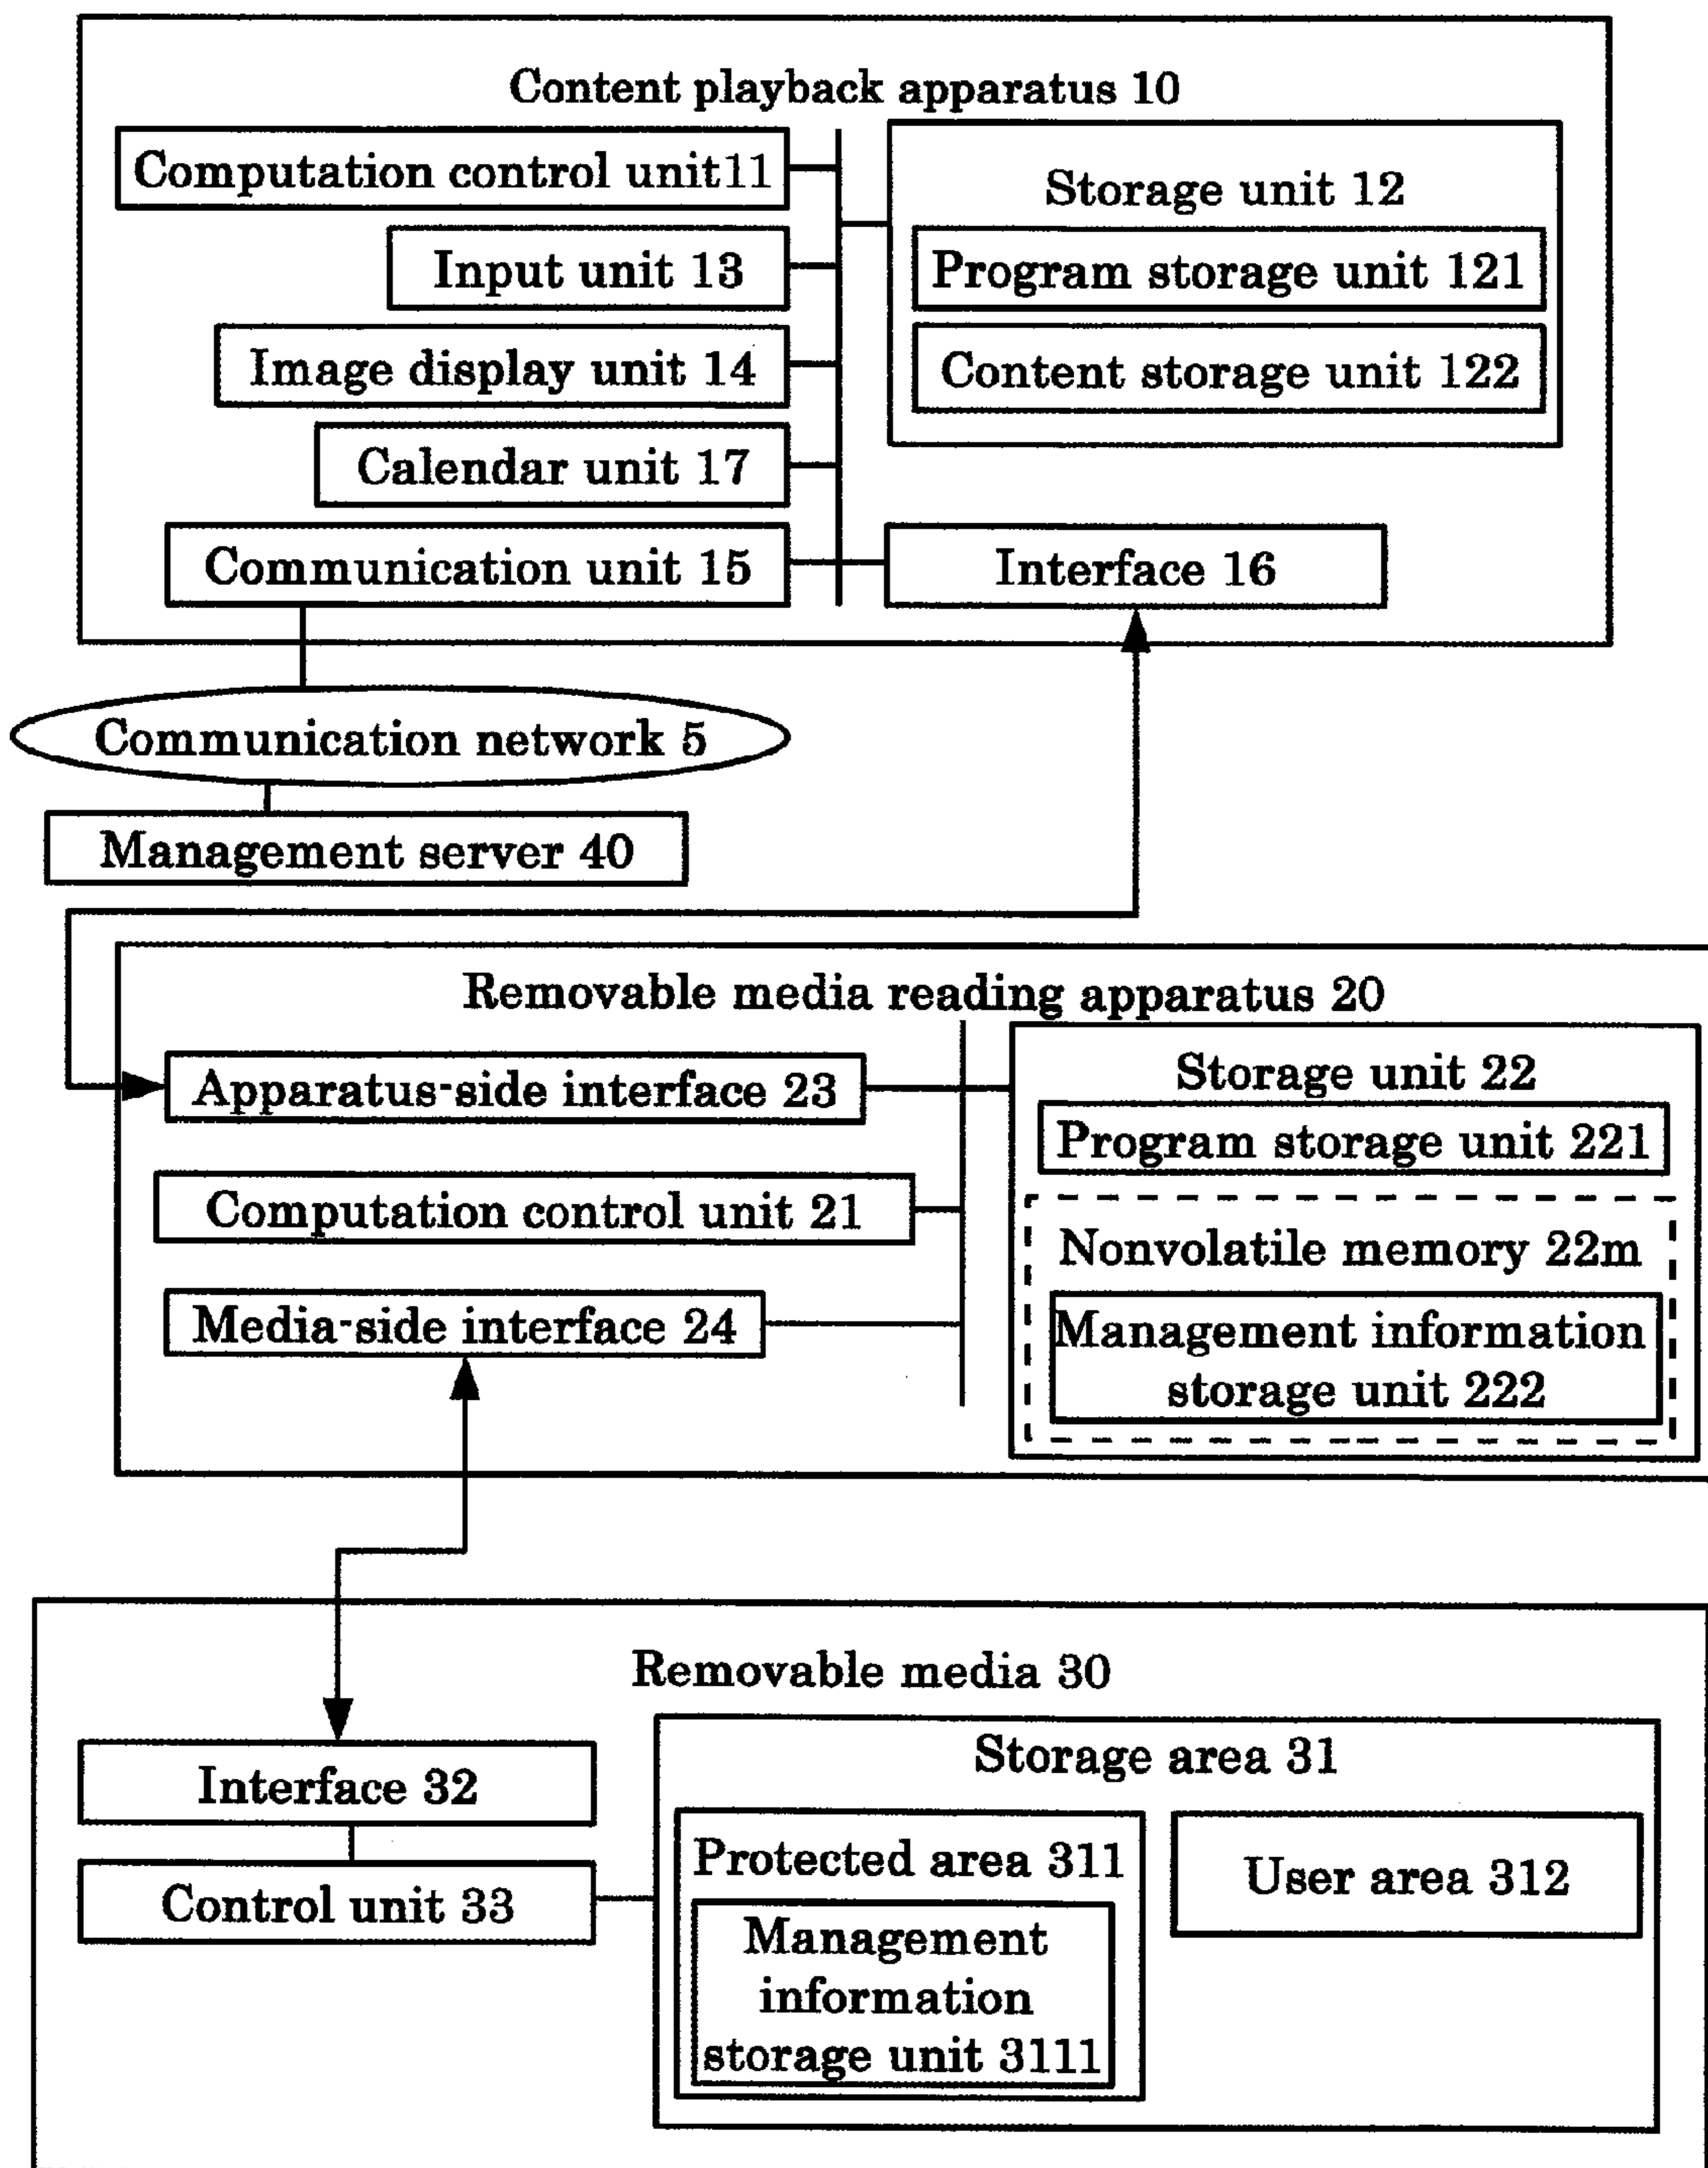 Content playback apparatus 10
Computation control unit11
Storage unit 12
Input unit 13
Program storage unit 121
Image display unit 14
Content storage unit 122
Calendar unit 17
Communication unit 15
Interface 16
Communication network 5
Management server 40
Removable media reading apparatus 20
Apparatus-side interface 23
Storage unit 22
Program storage unit 221
Computation control unit 21
Nonvolatile memory 22m
Media-side interface 24
Management information
storage unit 222
Removable media 30
Storage area 31
Interface 32
Protected area 311
User area 312
Control unit 33
Management
information
storage unit 3111